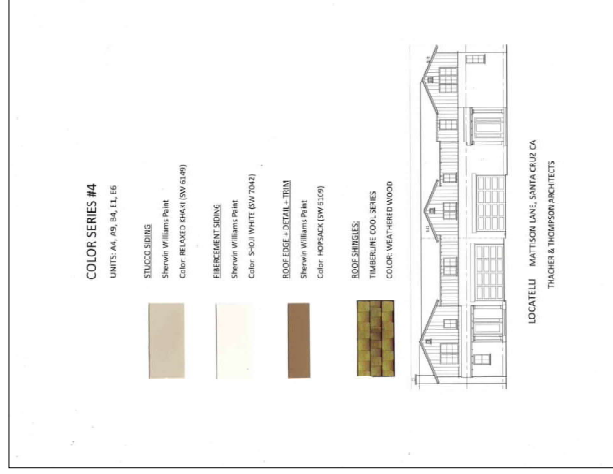 COLOR SERIES #4
UNITS: A4, A9, B4, E1, E6
STUCCO SIDING
Sherwin Williams Paint
Color: RELAXED KHAKI (SW 6149)
FIBERCEMENT SIDING
Sherwin Williams Paint
Color: SHOJI WHITE (SW 7042)
ROOF EDGE + DETAIL + TRIM
Sherwin Williams Paint
Color: HOPSACK (SW 6109)
ROOF SHINGLES:
TIMBERLINE COOL SERIES
COLOR: WEATHERED WOOD
LOCATELLI MATTISON LANE, SANTA CRUZ CA
THACHER & THOMPSON ARCHITECTS